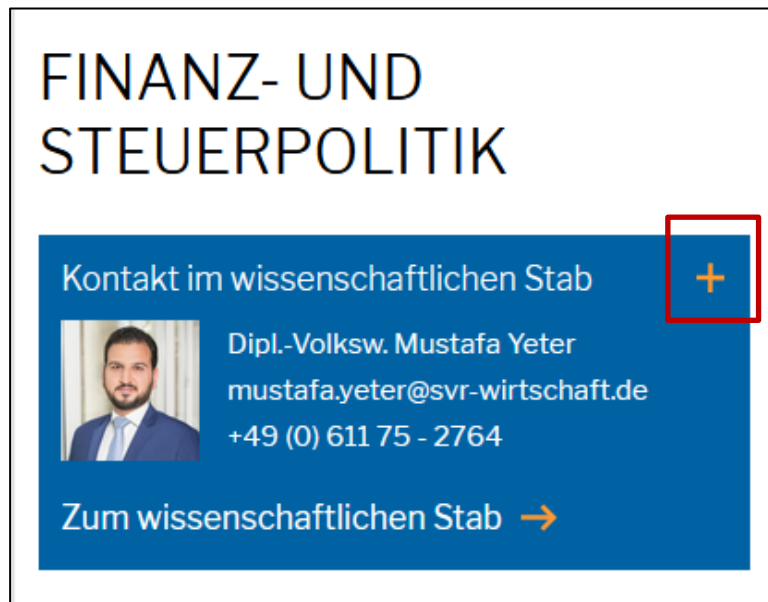 FINANZ- UND
STEUERPOLITIK
Kontakt im wissenschaftlichen Stab
Dipl.-Volksw. Mustafa Yeter
mustafa.yeter@svr-wirtschaft.de
+49 (0) 611 75 - 2764
Zum wissenschaftlichen Stab →